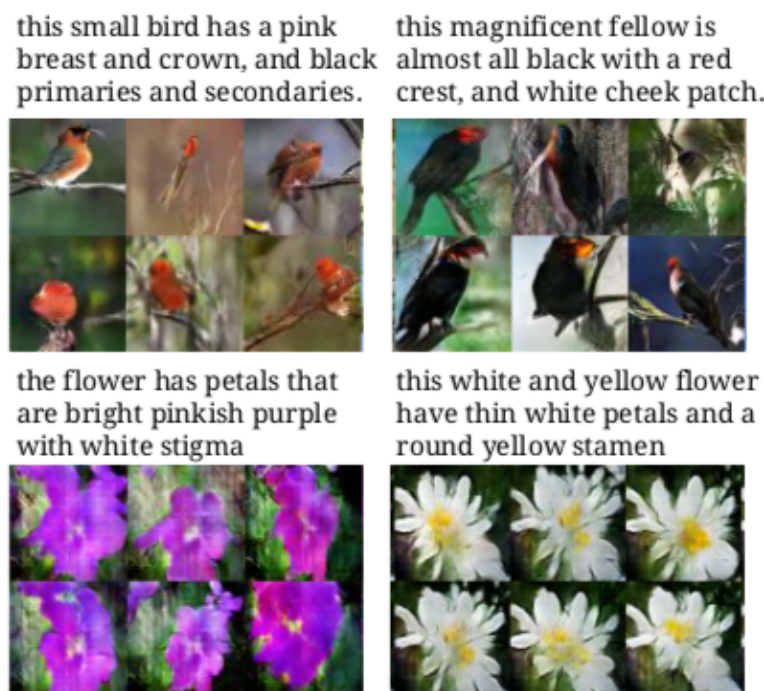 this small bird has a pink
breast and crown, and black
primaries and secondaries.
this magnificent fellow is
almost all black with a red
crest, and white cheek patch.
the flower has petals that
are bright pinkish purple
with white stigma
this white and yellow flower
have thin white petals and a
round yellow stamen